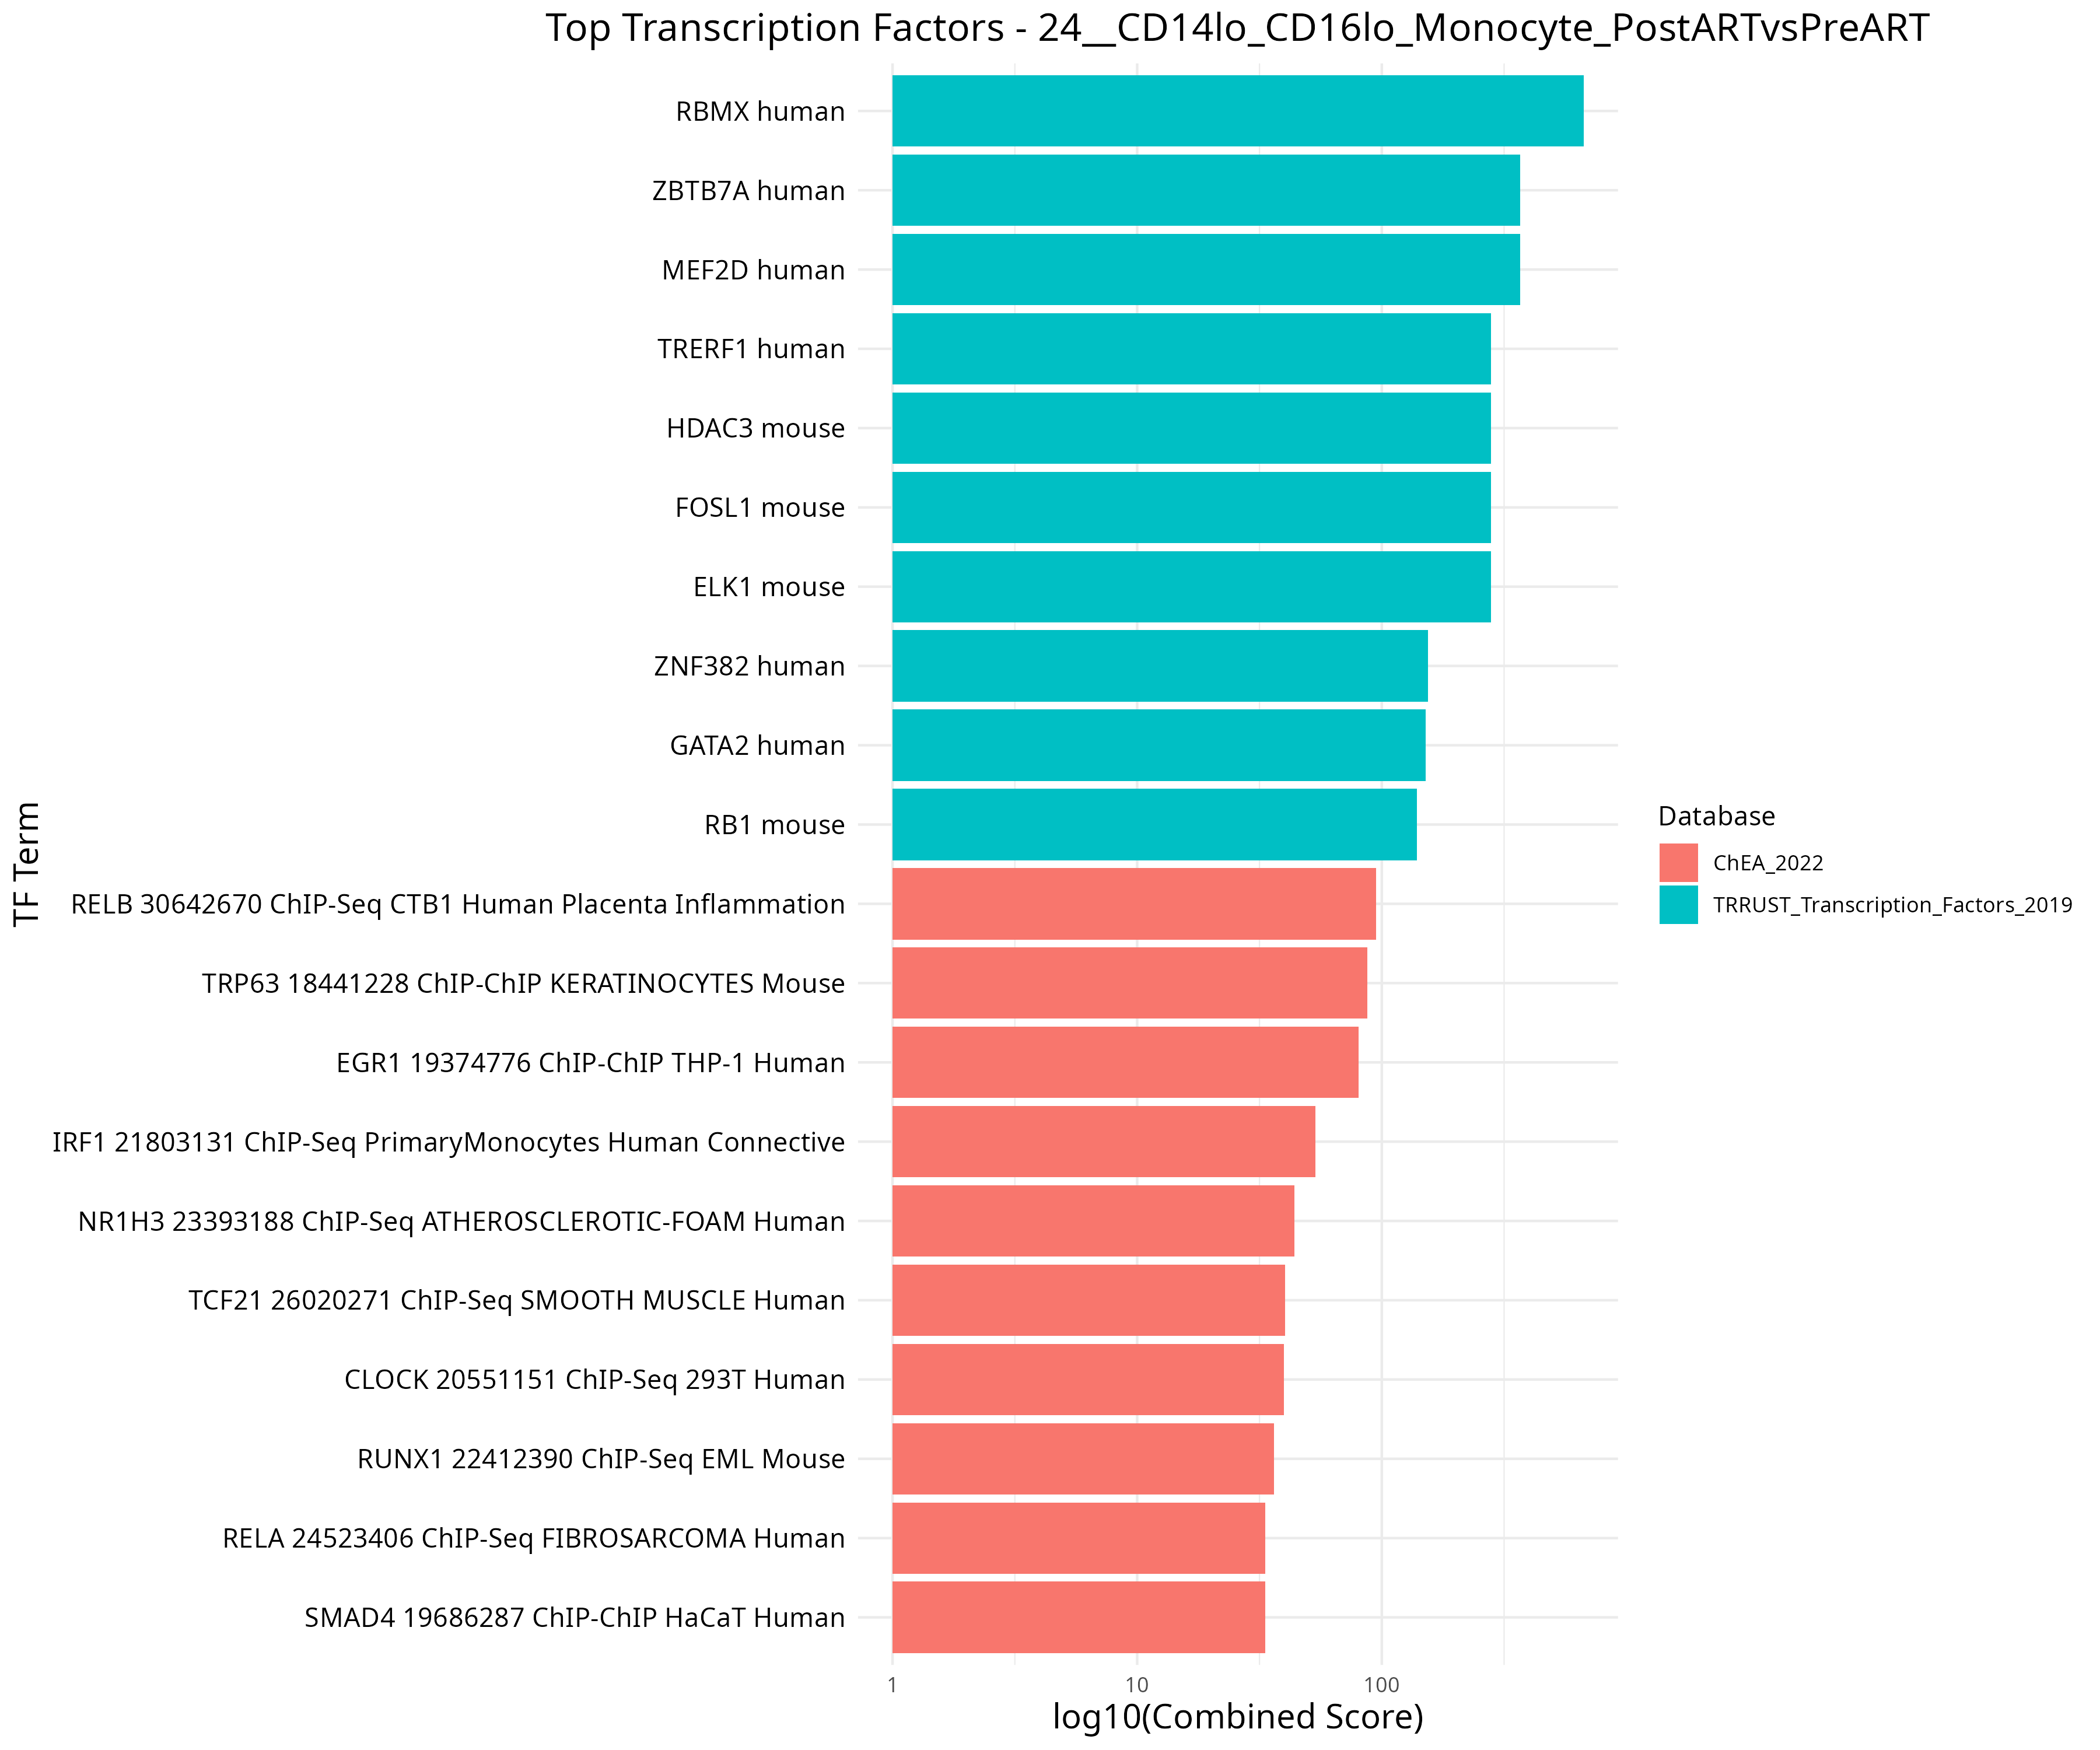 Top Transcription Factors - 24__CD14lo_CD16lo_Monocyte_PostARTvsPreART
TF Term
RBMX human
ZBTB7A human
MEF2D human
TRERF1 human
HDAC3 mouse
FOSL1 mouse
ELK1 mouse
ZNF382 human
GATA2 human
RB1 mouse
RELB 30642670 ChIP-Seq CTB1 Human Placenta Inflammation
TRP63 18441228 ChIP-ChIP KERATINOCYTES Mouse
EGR1 19374776 ChIP-ChIP THP-1 Human
IRF1 21803131 ChIP-Seq PrimaryMonocytes Human Connective
NR1H3 23393188 ChIP-Seq ATHEROSCLEROTIC-FOAM Human
TCF21 26020271 ChIP-Seq SMOOTH MUSCLE Human
CLOCK 20551151 ChIP-Seq 293T Human
RUNX1 22412390 ChIP-Seq EML Mouse
RELA 24523406 ChIP-Seq FIBROSARCOMA Human
SMAD4 19686287 ChIP-ChIP HaCaT Human
1 10 100
log10(Combined Score)
Database
ChEA_2022
TRRUST_Transcription_Factors_2019